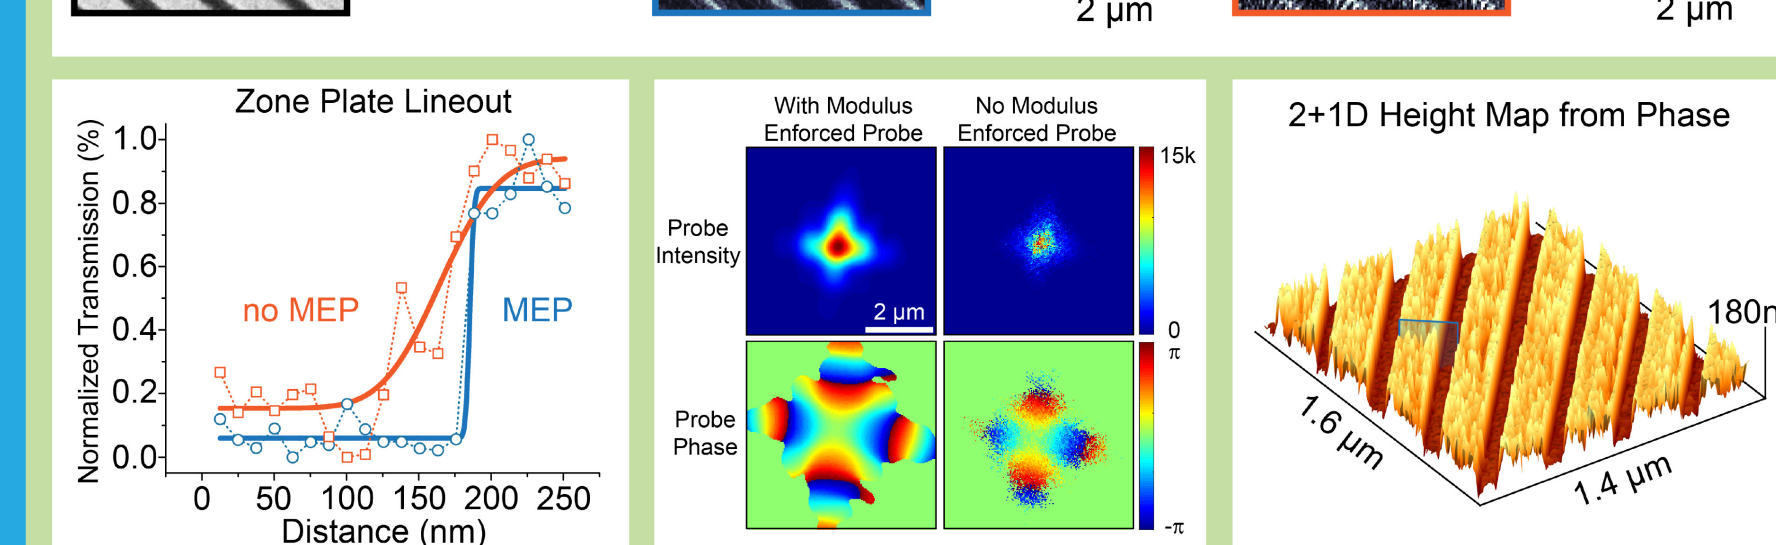 2 μm
2 μm
Zone Plate Lineout
Normalized Transmission (%)
1.0
0.8
0.6
0.4
0.2
0.0
no MEP
MEP
0 50 100 150 200 250
Distance (nm)
With Modulus
Enforced Probe
No Modulus
Enforced Probe
Probe
Intensity
2 μm
15k
0
Probe
Phase
π
-π
2+1D Height Map from Phase
180n
1.6 μm
1.4 μm